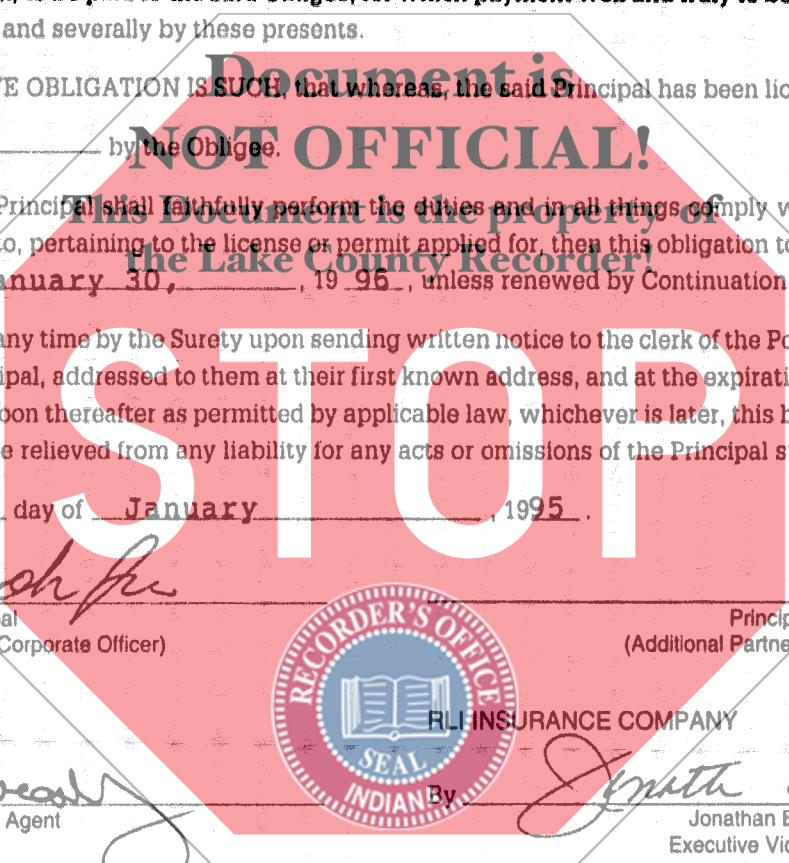 and severally by these presents.
Document is
E OBLIGATION IS SUCH, that whereas, the said Principal has been lic
NOT OFFICIAL!
by the Obligee.
This Document is the property of
Principal shall faithfully perform the duties and in all things comply w
to, pertaining to the license or permit applied for, then this obligation to
the Lake County Recorder!
nuary 30, , 19 96 , unless renewed by Continuation
STOP
any time by the Surety upon sending written notice to the clerk of the Po
ipal, addressed to them at their first known address, and at the expirati
oon thereafter as permitted by applicable law, whichever is later, this b
e relieved from any liability for any acts or omissions of the Principal s
day of January , 1995 .
al Princip
Corporate Officer) (Additional Partne
RECORDER'S OFFICE
SEAL
INDIANA
RLI INSURANCE COMPANY
By
Agent Jonathan E
Executive Vic